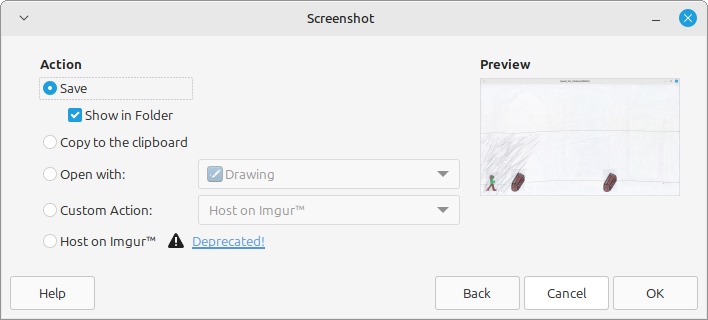 Screenshot
Action
Preview
Save
Show in Folder
Copy to the clipboard
Open with:
Drawing
Custom Action:
Host on Imgur™
Host on Imgur™
Deprecated!
Help
Back
Cancel
OK